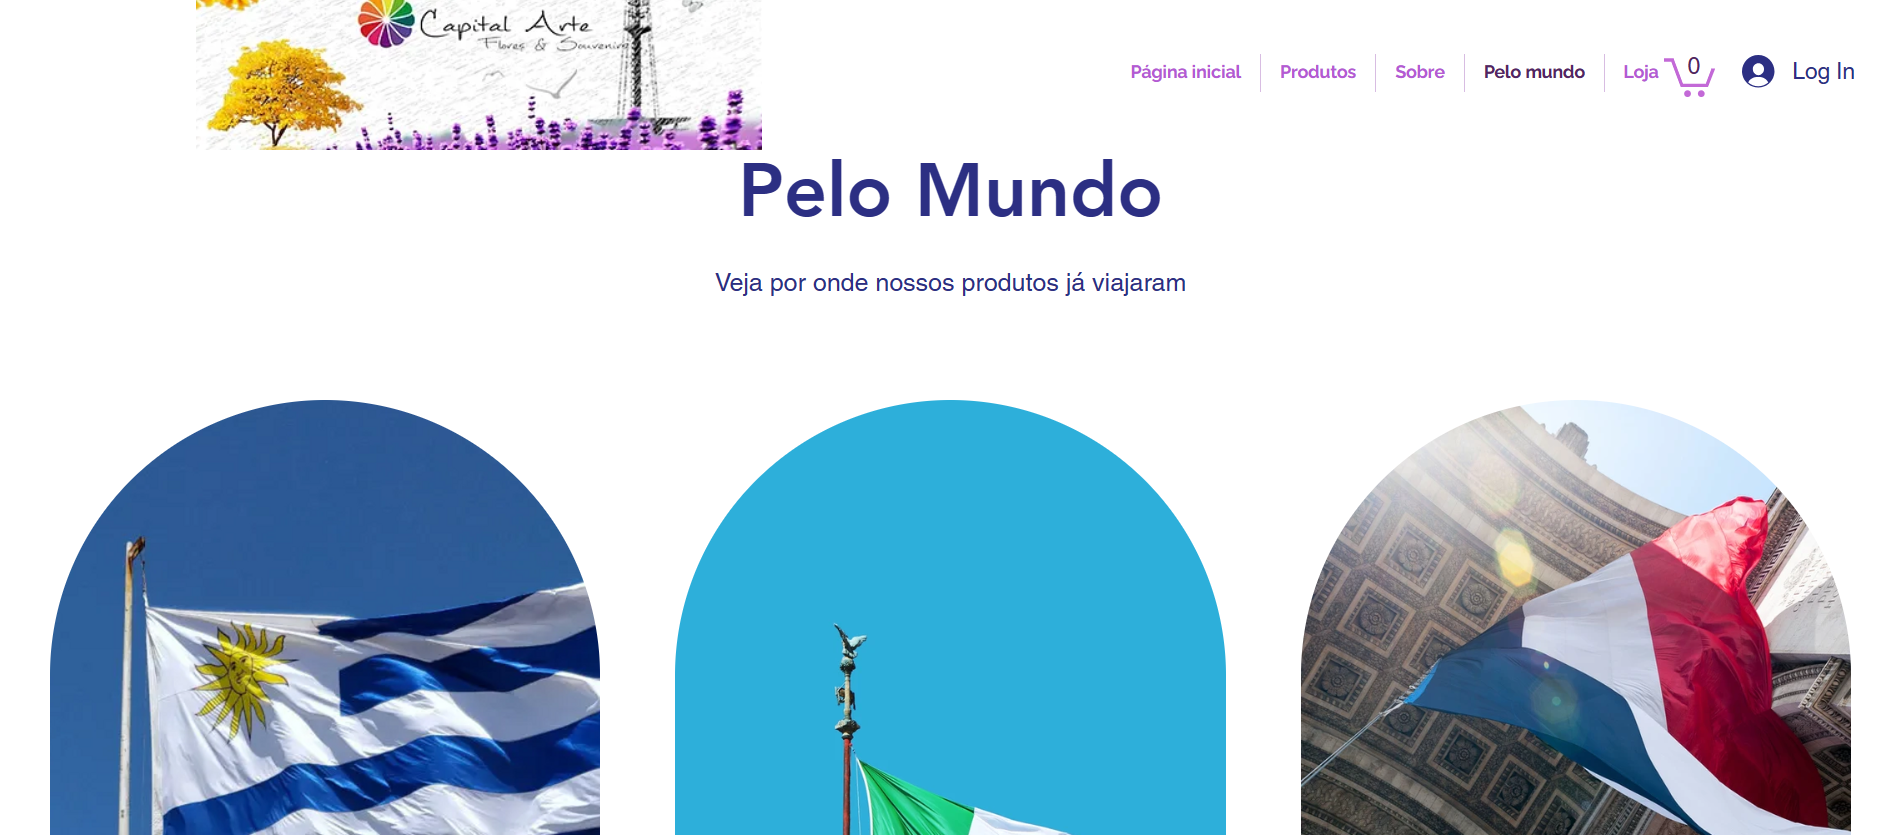 Capital Arte
Flores & Souvenirs
Página inicial
Produtos
Sobre
Pelo mundo
Loja
0
Log In
Pelo Mundo
Veja por onde nossos produtos já viajaram